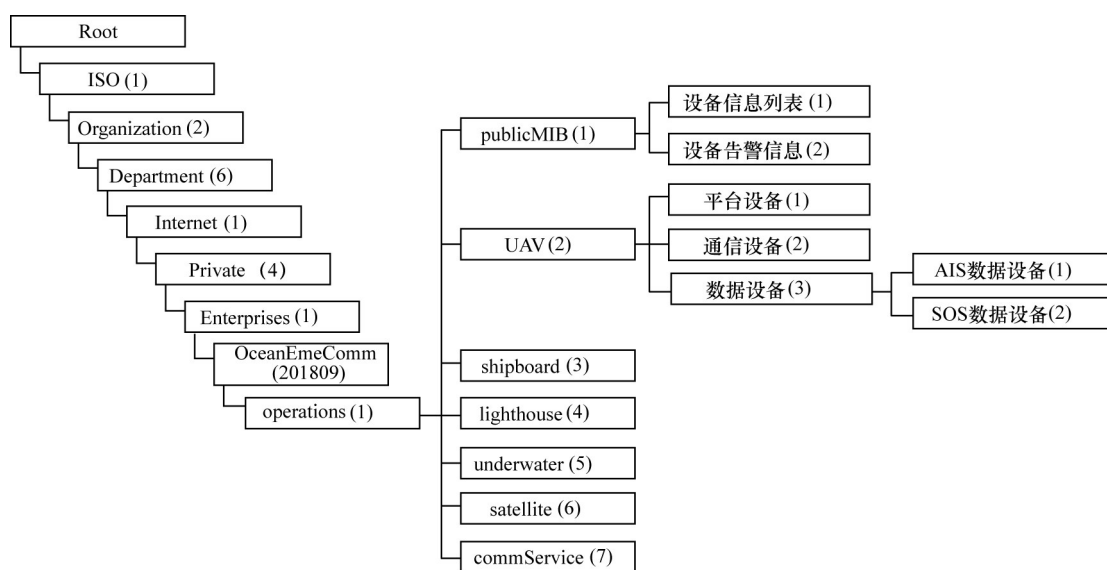 Root
ISO (1)
Organization (2)
Department (6)
Internet (1)
Private （4）
Enterprises (1)
OceanEmeComm
(201809)
operations (1)
publicMIB (1)
设备信息列表 (1)
设备告警信息 (2)
UAV (2)
平台设备 (1)
通信设备 (2)
数据设备 (3)
AIS数据设备(1)
SOS数据设备(2)
shipboard (3)
lighthouse (4)
underwater (5)
satellite (6)
commService (7)